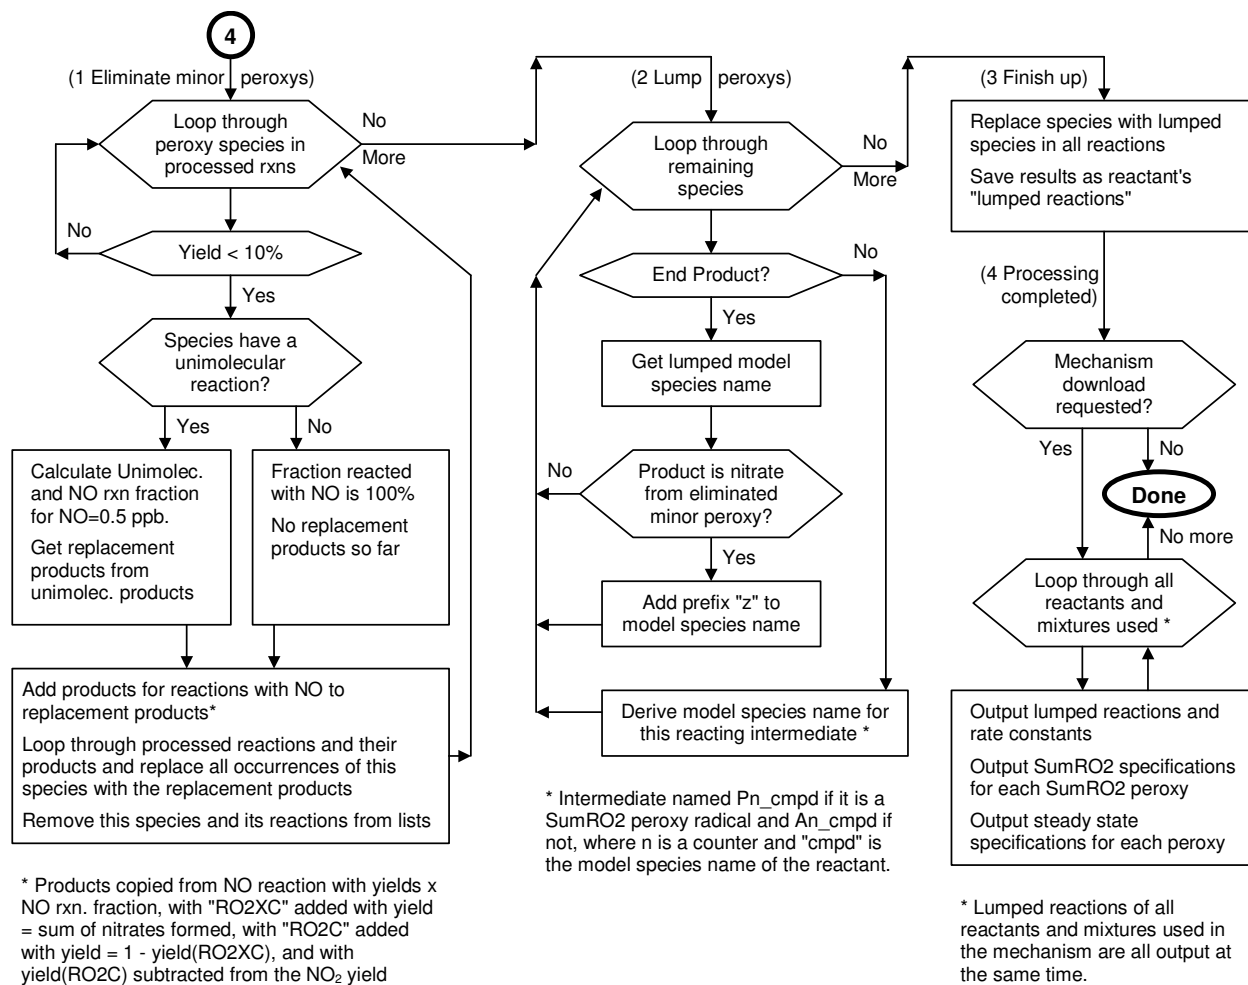 4
(1 Eliminate minor peroxys)
Loop through
peroxy species in
processed rxns
No
More
No
Yield < 10%
Yes
Species have a
unimolecular
reaction?
Yes
No
Calculate Unimolec.
and NO rxn fraction
for NO=0.5 ppb.
Get replacement
products from
unimolec. products
Fraction reacted
with NO is 100%
No replacement
products so far
Add products for reactions with NO to
replacement products*
Loop through processed reactions and their
products and replace all occurrences of this
species with the replacement products
Remove this species and its reactions from lists
* Products copied from NO reaction with yields x
NO rxn. fraction, with "RO2XC" added with yield
= sum of nitrates formed, with "RO2C" added
with yield = 1 - yield(RO2XC), and with
yield(RO2C) subtracted from the NO₂ yield
(2 Lump peroxys)
Loop through
remaining
species
No
More
End Product?
No
Yes
Get lumped model
species name
Product is nitrate
from eliminated
minor peroxy?
No
Yes
Add prefix "z" to
model species name
Derive model species name for
this reacting intermediate *
* Intermediate named Pn_cmpd if it is a
SumRO2 peroxy radical and An_cmpd if
not, where n is a counter and "cmpd" is
the model species name of the reactant.
(3 Finish up)
Replace species with lumped
species in all reactions
Save results as reactant's
"lumped reactions"
(4 Processing
completed)
Mechanism
download
requested?
Yes
No
Done
No more
Loop through all
reactants and
mixtures used *
Output lumped reactions and
rate constants
Output SumRO2 specifications
for each SumRO2 peroxy
Output steady state
specifications for each peroxy
* Lumped reactions of all
reactants and mixtures used in
the mechanism are all output at
the same time.